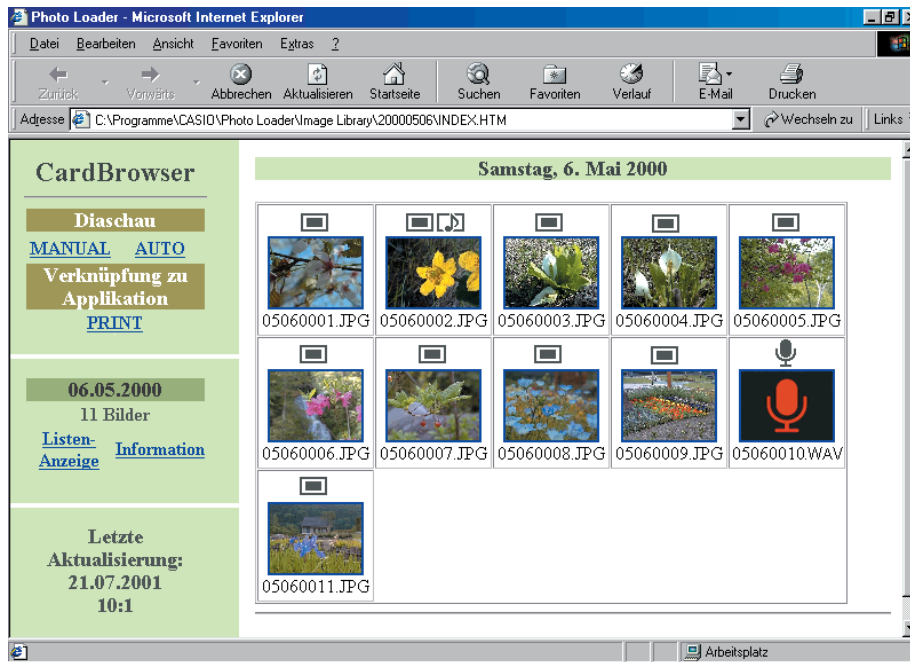 Photo Loader - Microsoft Internet Explorer
Datei Bearbeiten Ansicht Favoriten Extras ?
Zurück Vorwärts Abbrechen Aktualisieren Startseite Suchen Favoriten Verlauf E-Mail Drucken
Adresse C:\Programme\CASIO\Photo Loader\Image Library\20000506\INDEX.HTM Wechseln zu Links
CardBrowser
Diaschau
MANUAL AUTO
Verknüpfung zu
Applikation
PRINT
06.05.2000
11 Bilder
Listen-
Anzeige
Information
Letzte
Aktualisierung:
21.07.2001
10:1
Samstag, 6. Mai 2000
05060001.JPG 05060002.JPG 05060003.JPG 05060004.JPG 05060005.JPG
05060006.JPG 05060007.JPG 05060008.JPG 05060009.JPG 05060010.WAV
05060011.JPG
Arbeitsplatz